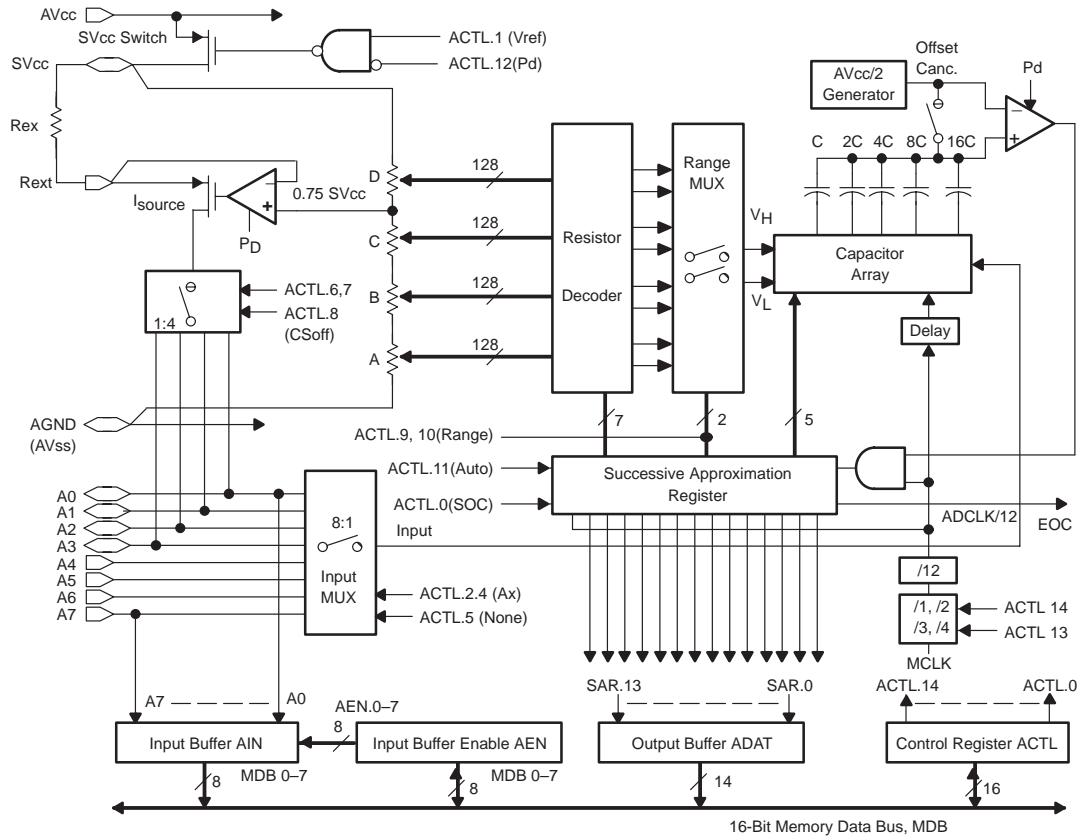 AVcc
SVcc Switch
ACTL.1 (Vref)
ACTL.12(Pd)
SVcc
Rex
Rext
Isource
0.75 SVcc
PD
D
C
B
A
128
128
128
128
Resistor
Decoder
Range
MUX
VH
VL
AVcc/2
Generator
Offset
Canc.
Pd
C
2C
4C
8C
16C
Capacitor
Array
Delay
1:4
ACTL.6,7
ACTL.8
(CSoff)
AGND
(AVss)
7
2
5
ACTL.9, 10(Range)
ACTL.11(Auto)
ACTL.0(SOC)
Successive Approximation
Register
ADCLK/12
EOC
A0
A1
A2
A3
A4
A5
A6
A7
8:1
Input
MUX
Input
ACTL.2.4 (Ax)
ACTL.5 (None)
/12
/1, /2
/3, /4
ACTL 14
ACTL 13
MCLK
A7
A0
AEN.0–7
8
SAR.13
SAR.0
ACTL.14
ACTL.0
Input Buffer AIN
Input Buffer Enable AEN
Output Buffer ADAT
Control Register ACTL
8
MDB 0–7
8
MDB 0–7
14
16
16-Bit Memory Data Bus, MDB